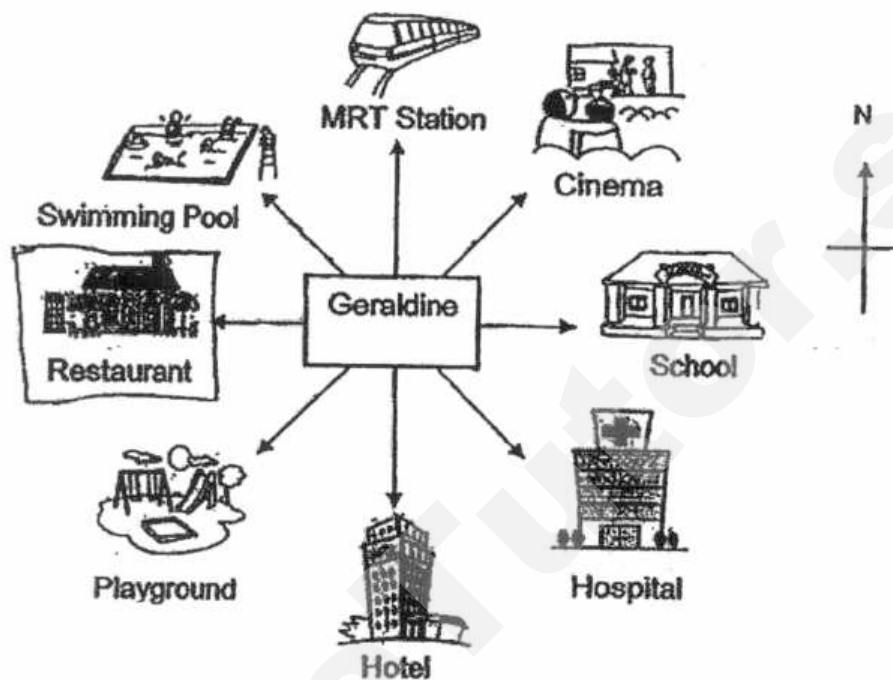 MRT Station
Cinema
N
Swimming Pool
Geraldine
Restaurant
School
Playground
Hospital
Hotel